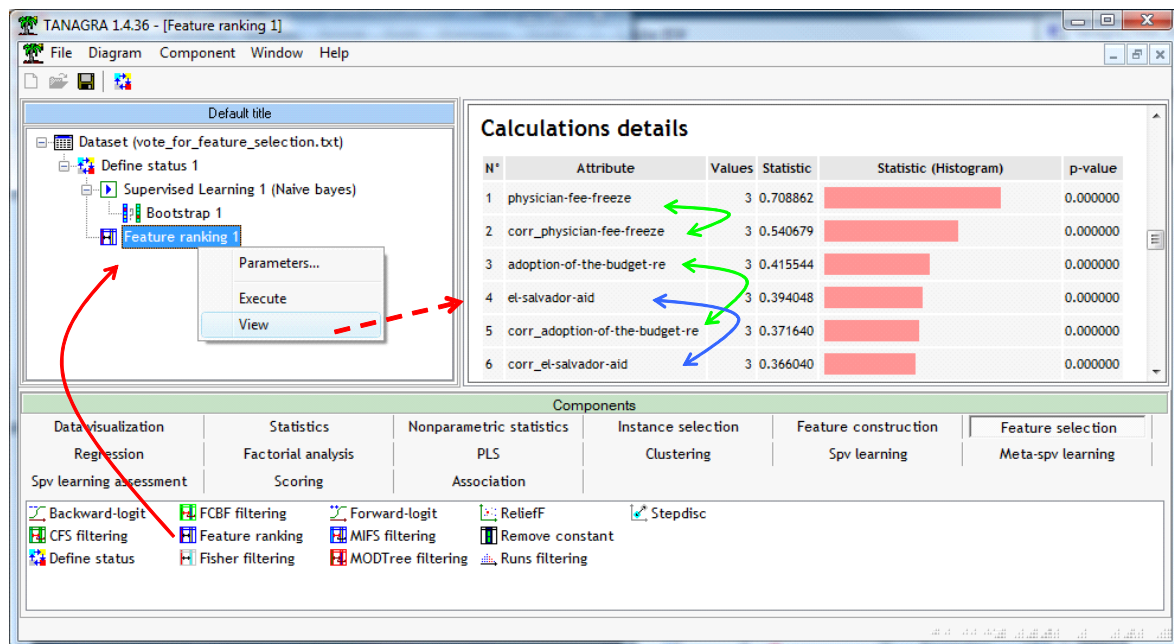 TANAGRA 1.4.36 - [Feature ranking 1]
File Diagram Component Window Help
Default title
Dataset (vote_for_feature_selection.txt)
Define status 1
Supervised Learning 1 (Naive bayes)
Bootstrap 1
Feature ranking 1
Parameters...
Execute
View
Calculations details
N° Attribute Values Statistic Statistic (Histogram) p-value
1 physician-fee-freeze 3 0.708862 0.000000
2 corr_physician-fee-freeze 3 0.540679 0.000000
3 adoption-of-the-budget-re 3 0.415544 0.000000
4 el-salvador-aid 3 0.394048 0.000000
5 corr_adoption-of-the-budget-re 3 0.371640 0.000000
6 corr_el-salvador-aid 3 0.366040 0.000000
Components
Data visualization Statistics Nonparametric statistics Instance selection Feature construction Feature selection
Regression Factorial analysis PLS Clustering Spv learning Meta-spv learning
Spv learning assessment Scoring Association
Backward-logit FCBF filtering Forward-logit ReliefF Stepdisc
CFS filtering Feature ranking MIFS filtering Remove constant
Define status Fisher filtering MODTree filtering Runs filtering